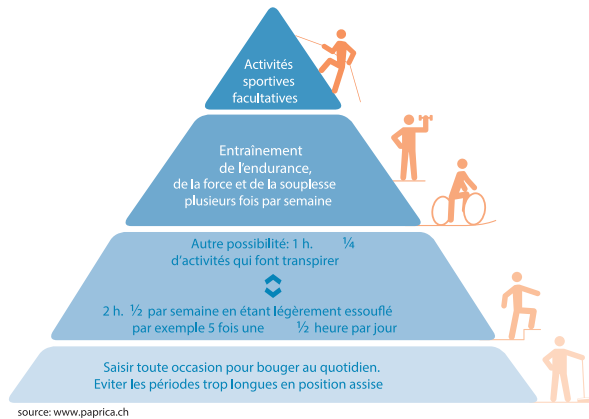 Activités
sportives
facultatives
Entraînement
de l'endurance,
de la force et de la souplesse
plusieurs fois par semaine
Autre possibilité: 1 h. ¼
d'activités qui font transpirer
2 h. ½ par semaine en étant légèrement essouflé
par exemple 5 fois une ½ heure par jour
Saisir toute occasion pour bouger au quotidien.
Eviter les périodes trop longues en position assise
source: www.paprica.ch